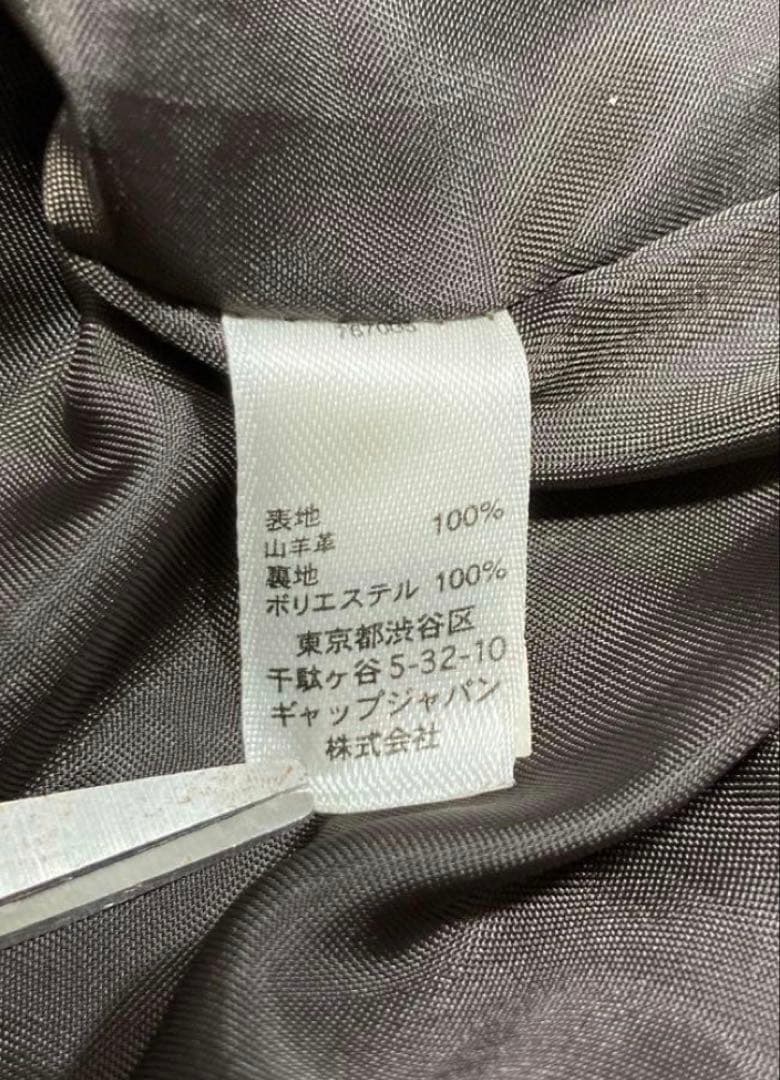 表地 100%
山羊革
裏地
ポリエステル 100%
東京都渋谷区
千駄ヶ谷5-32-10
ギャップジャパン
株式会社